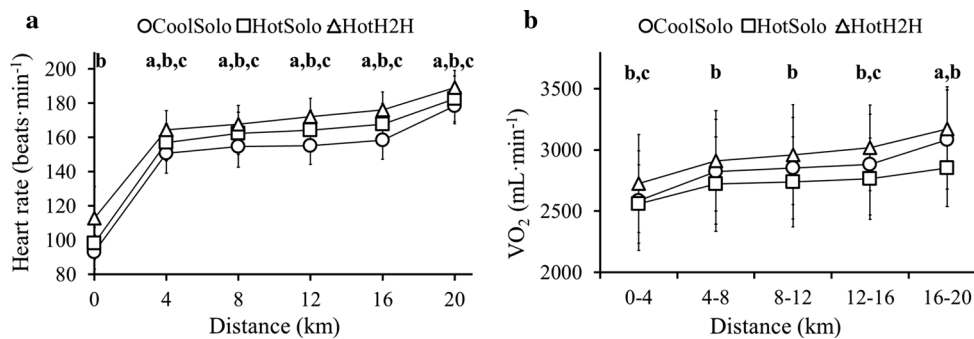 a
○CoolSolo □HotSolo △HotH2H
b a,b,c a,b,c a,b,c a,b,c a,b,c
Heart rate (beats·min⁻¹)
200
180
160
140
120
100
80
0 4 8 12 16 20
Distance (km)
b
○CoolSolo □HotSolo △HotH2H
b,c b b b,c a,b
VO₂ (mL·min⁻¹)
3500
3000
2500
2000
0-4 4-8 8-12 12-16 16-20
Distance (km)